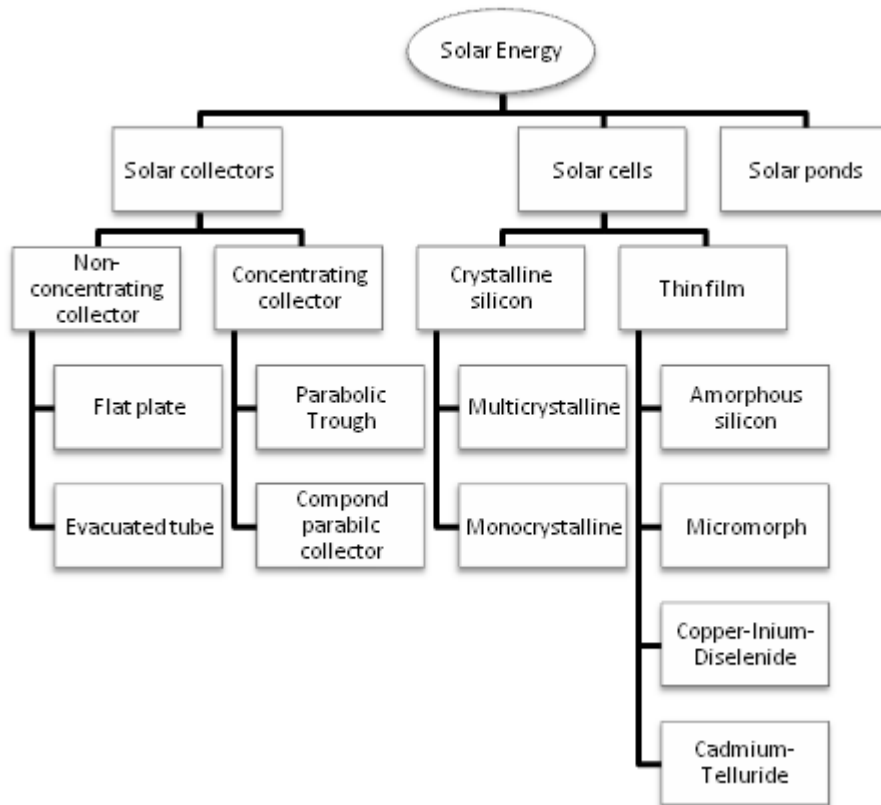 Solar Energy
Solar collectors
Solar cells
Solar ponds
Non-
concentrating
collector
Concentrating
collector
Crystalline
silicon
Thin film
Flat plate
Parabolic
Trough
Multicrystalline
Amorphous
silicon
Evacuated tube
Compond
parabilc
collector
Monocrystalline
Micromorph
Copper-Inium-
Diselenide
Cadmium-
Telluride